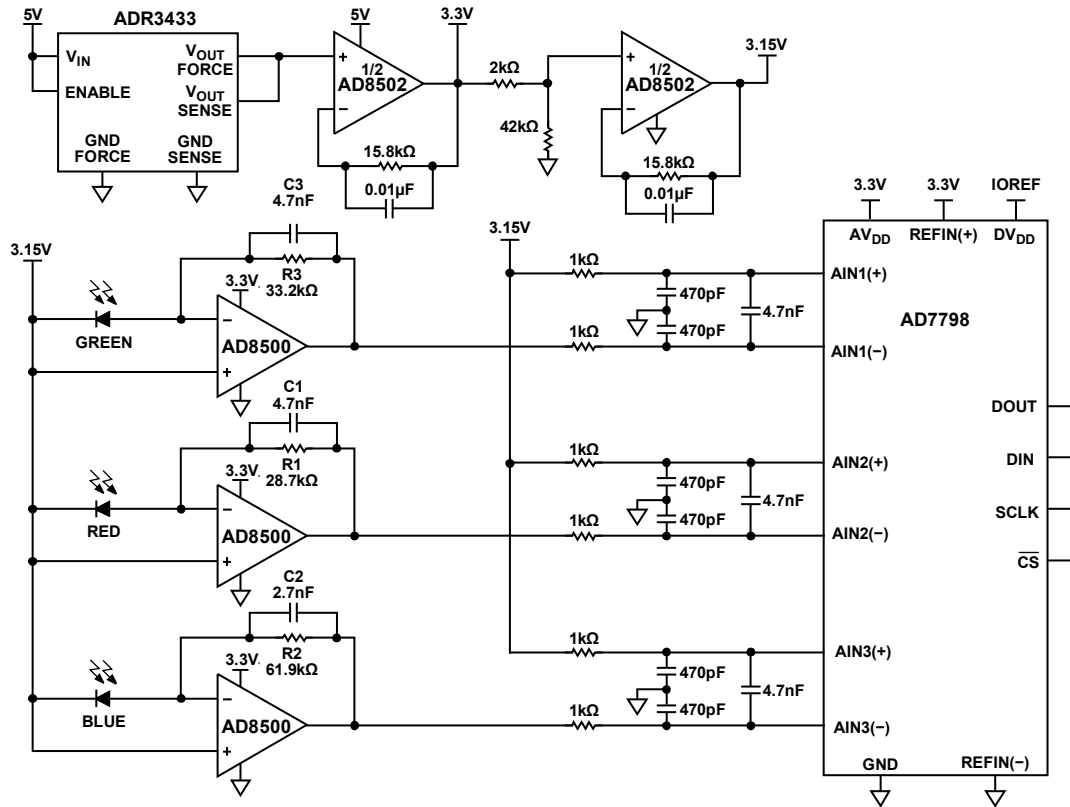 5V
ADR3433
V_IN
ENABLE
V_OUT
FORCE
V_OUT
SENSE
GND
FORCE
GND
SENSE
5V
+
1/2
AD8502
−
15.8kΩ
0.01µF
3.3V
2kΩ
42kΩ
+
1/2
AD8502
−
15.8kΩ
0.01µF
3.15V
3.15V
C3
4.7nF
R3
33.2kΩ
3.3V
GREEN
−
AD8500
+
C1
4.7nF
R1
28.7kΩ
3.3V
RED
−
AD8500
+
C2
2.7nF
R2
61.9kΩ
3.3V
BLUE
−
AD8500
+
3.15V
1kΩ
470pF
470pF
4.7nF
1kΩ
1kΩ
470pF
470pF
4.7nF
1kΩ
1kΩ
470pF
470pF
4.7nF
1kΩ
3.3V
3.3V
IOREF
AV_DD
REFIN(+)
DV_DD
AIN1(+)
AD7798
AIN1(−)
DOUT
AIN2(+)
DIN
SCLK
AIN2(−)
CS
AIN3(+)
AIN3(−)
GND
REFIN(−)